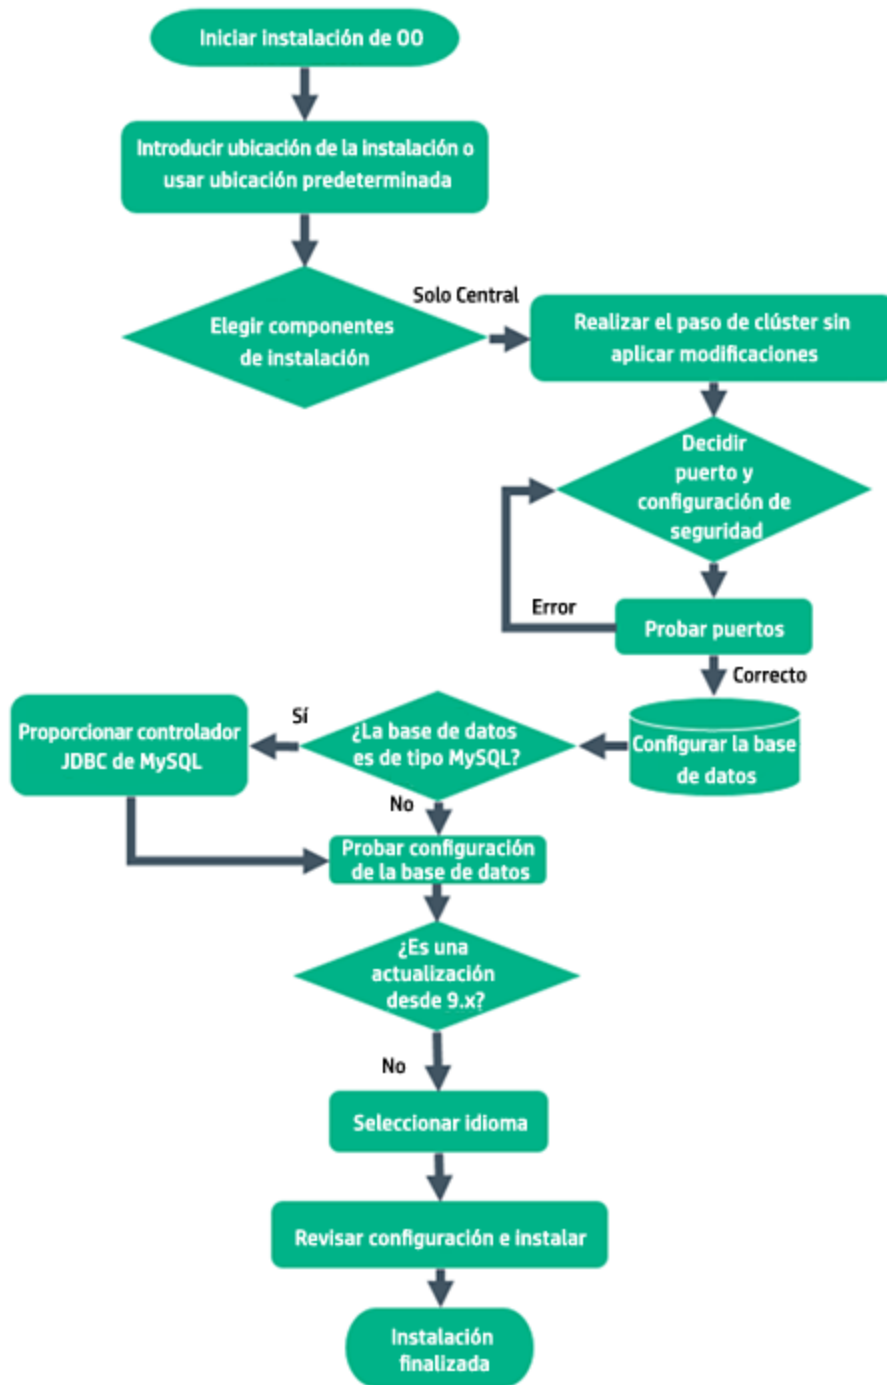 Iniciar instalación de OO
Introducir ubicación de la instalación o
usar ubicación predeterminada
Elegir componentes
de instalación
Solo Central
Realizar el paso de clúster sin
aplicar modificaciones
Decidir
puerto y
configuración de
seguridad
Error
Probar puertos
Correcto
Configurar la base
de datos
¿La base de datos
es de tipo MySQL?
Sí
Proporcionar controlador
JDBC de MySQL
No
Probar configuración
de la base de datos
¿Es una
actualización
desde 9.x?
No
Seleccionar idioma
Revisar configuración e instalar
Instalación
finalizada